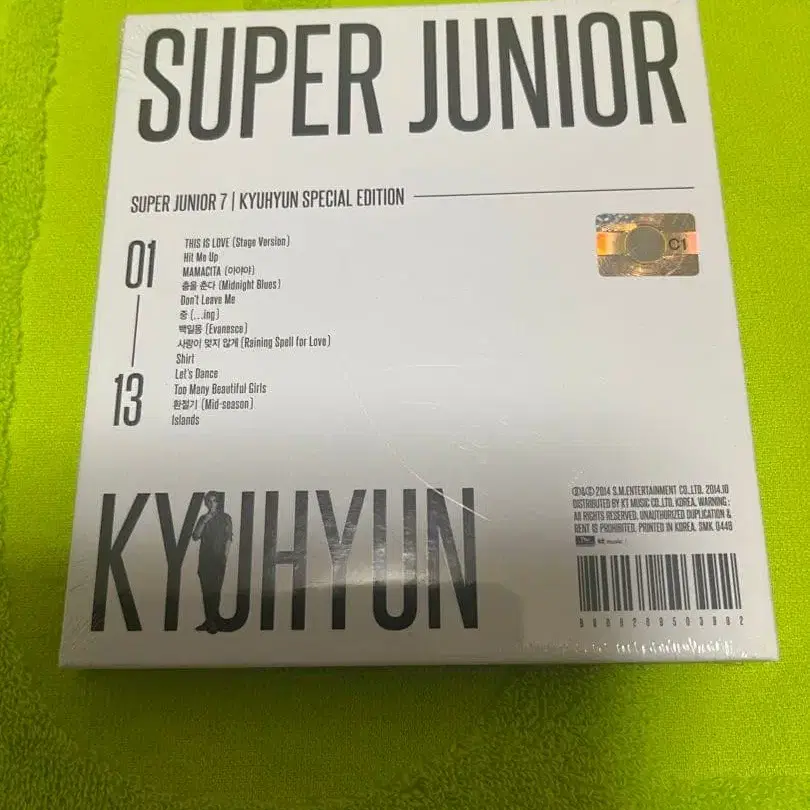 SUPER JUNIOR
SUPER JUNIOR 7 | KYUHYUN SPECIAL EDITION
C1
01
13
THIS IS LOVE (Stage Version)
Hit Me Up
MAMACITA (아야야)
춤을 춘다 (Midnight Blues)
Don't Leave Me
중 (...ing)
백일몽 (Evanesce)
사랑이 멎지 않게 (Raining Spell for Love)
Shirt
Let's Dance
Too Many Beautiful Girls
환절기 (Mid-season)
Islands
KYUHYUN
℗&© 2014 S.M.ENTERTAINMENT CO.,LTD. 2014.10
DISTRIBUTED BY KT MUSIC CO.,LTD, KOREA. WARNING :
All RIGHTS RESERVED. UNAUTHORIZED DUPLICATION &
RENT IS PROHIBITED. PRINTED IN KOREA. SMK 0449
kt music